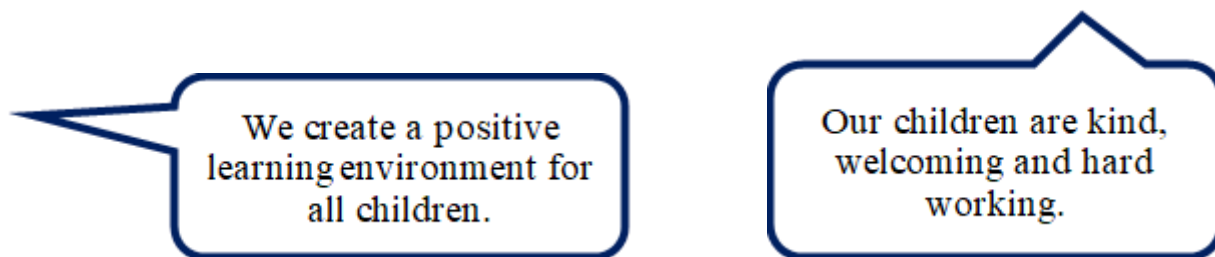 We create a positive
learning environment for
all children.
Our children are kind,
welcoming and hard
working.